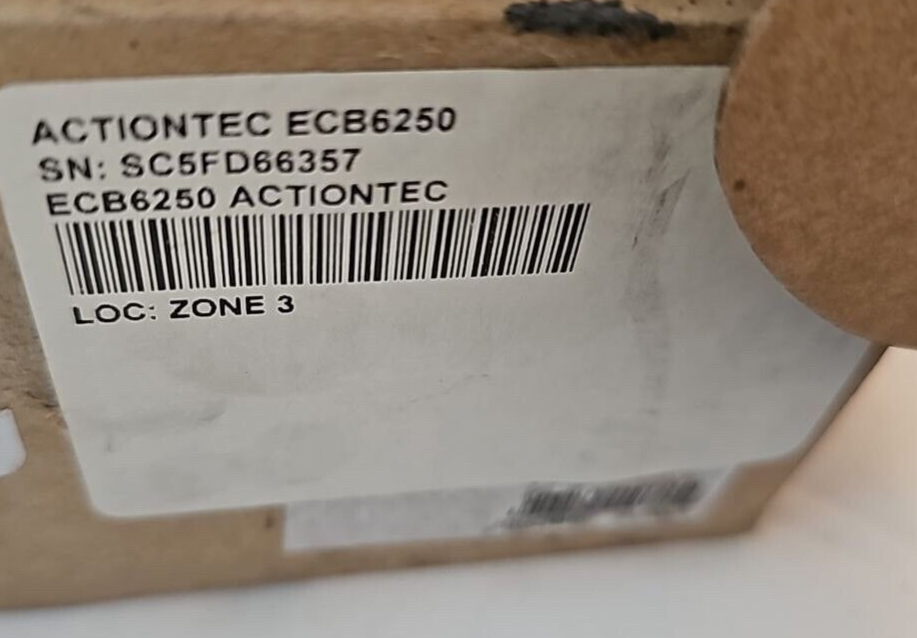 ACTIONTEC ECB6250
SN: SC5FD66357
ECB6250 ACTIONTEC
LOC: ZONE 3